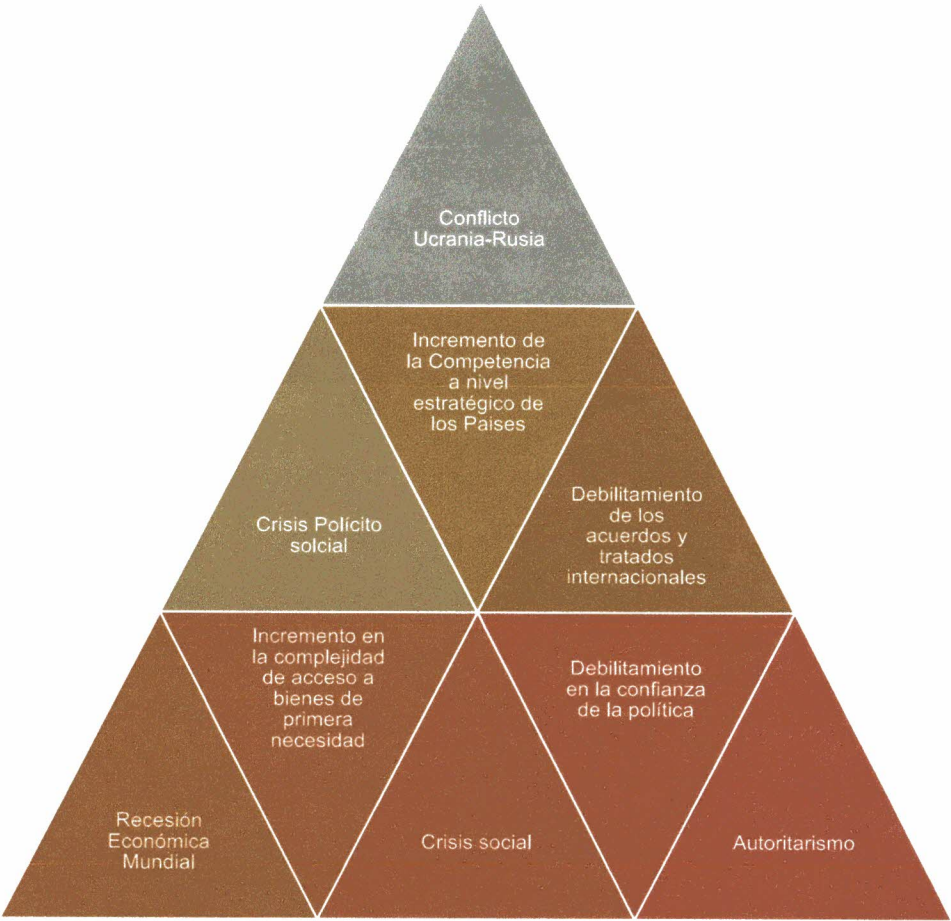 Conflicto
Ucrania-Rusia
Incremento de
la Competencia
a nivel
estratégico de
los Paises
Crisis Polícito
solcial
Debilitamiento
de los
acuerdos y
tratados
internacionales
Incremento en
la complejidad
de acceso a
bienes de
primera
necesidad
Debilitamiento
en la confianza
de la política
Recesión
Económica
Mundial
Crisis social
Autoritarismo